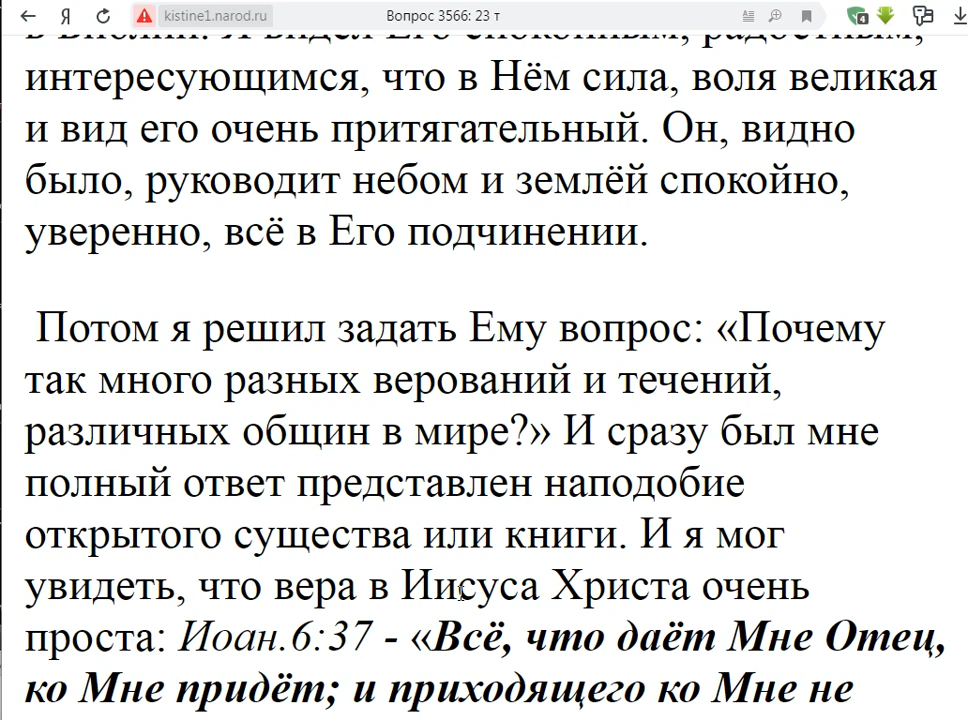 Я
kistine1.narod.ru
Вопрос 3566: 23 т
4
интересующимся, что в Нём сила, воля великая
и вид его очень притягательный. Он, видно
было, руководит небом и землёй спокойно,
уверенно, всё в Его подчинении.
Потом я решил задать Ему вопрос: «Почему
так много разных верований и течений,
различных общин в мире?» И сразу был мне
полный ответ представлен наподобие
открытого существа или книги. И я мог
увидеть, что вера в Иисуса Христа очень
проста: Иоан.6:37 - «Всё, что даёт Мне Отец,
ко Мне придёт; и приходящего ко Мне не